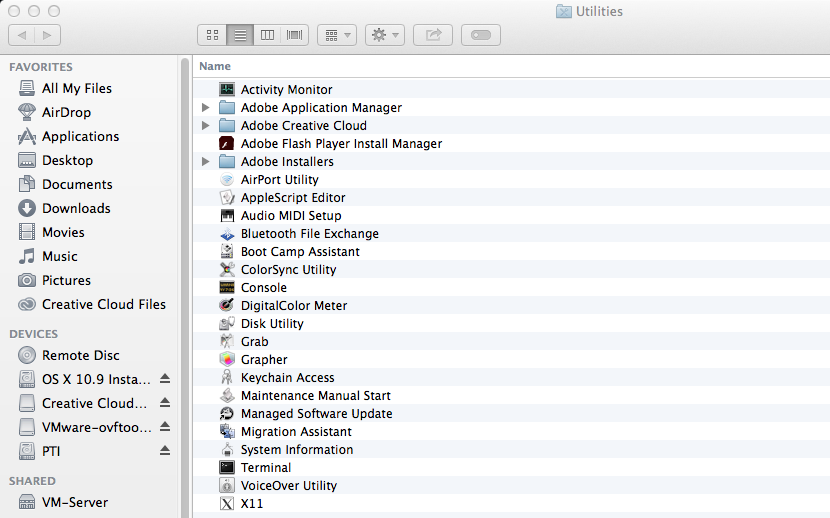 Utilities
FAVORITES
All My Files
AirDrop
Applications
Desktop
Documents
Downloads
Movies
Music
Pictures
Creative Cloud Files
DEVICES
Remote Disc
OS X 10.9 Insta...
Creative Cloud...
VMware-ovftoo...
PTI
SHARED
VM-Server
Name
Activity Monitor
Adobe Application Manager
Adobe Creative Cloud
Adobe Flash Player Install Manager
Adobe Installers
AirPort Utility
AppleScript Editor
Audio MIDI Setup
Bluetooth File Exchange
Boot Camp Assistant
ColorSync Utility
Console
DigitalColor Meter
Disk Utility
Grab
Grapher
Keychain Access
Maintenance Manual Start
Managed Software Update
Migration Assistant
System Information
Terminal
VoiceOver Utility
X11